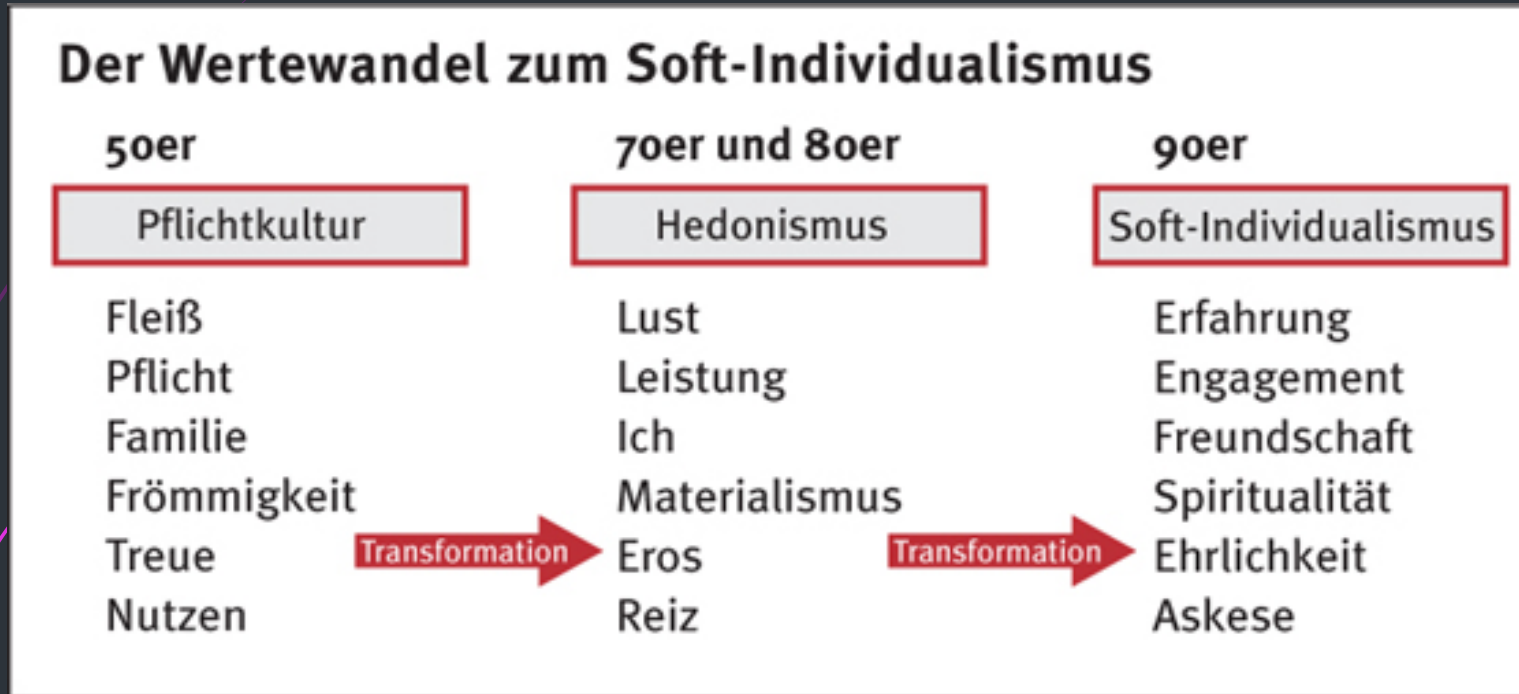 Der Wertewandel zum Soft-Individualismus
50er
Pflichtkultur
Fleiß
Pflicht
Familie
Frömmigkeit
Treue
Nutzen
Transformation
70er und 80er
Hedonismus
Lust
Leistung
Ich
Materialismus
Eros
Reiz
Transformation
90er
Soft-Individualismus
Erfahrung
Engagement
Freundschaft
Spiritualität
Ehrlichkeit
Askese